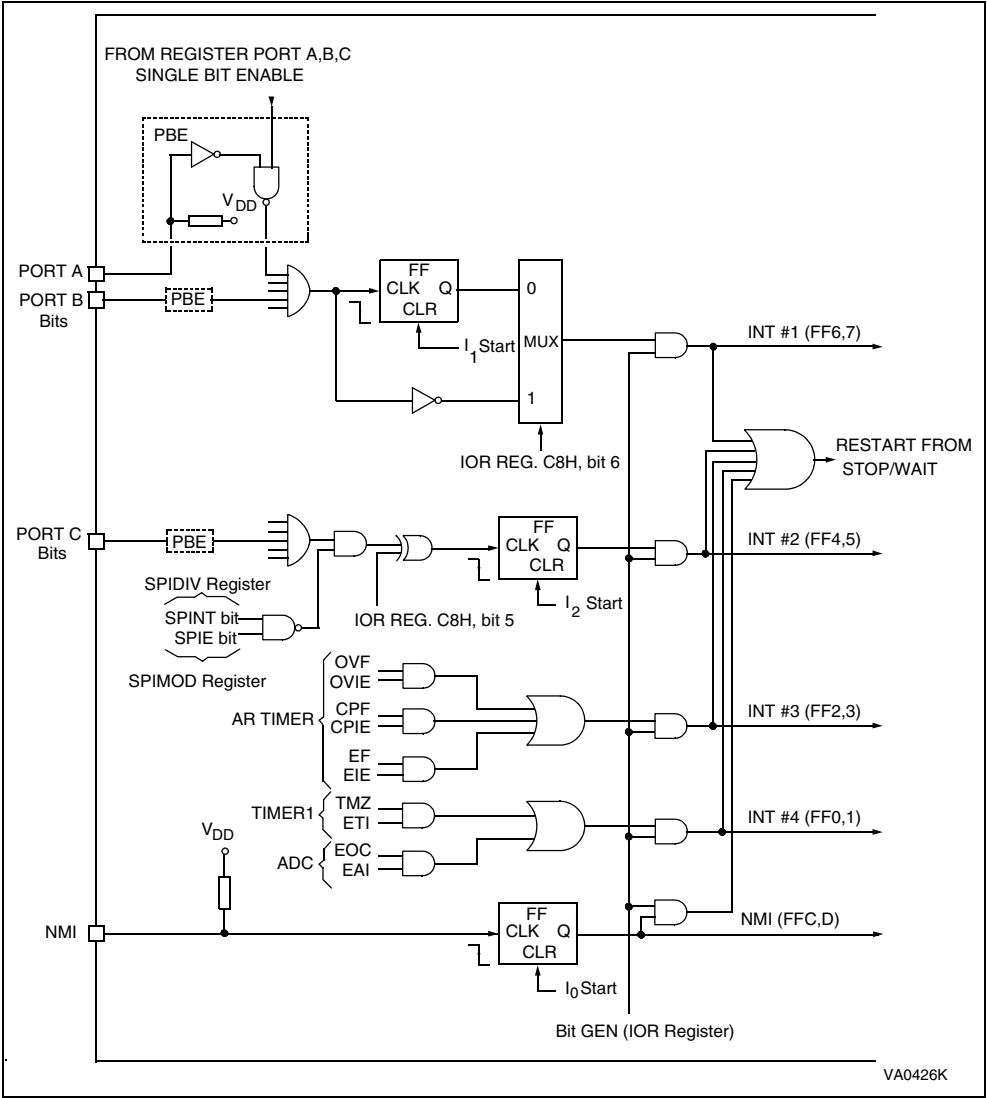 FROM REGISTER PORT A,B,C
SINGLE BIT ENABLE
PBE
VDD
PORT A
PORT B
Bits
PBE
FF
CLK Q
CLR
I1 Start
0
MUX
1
IOR REG. C8H, bit 6
INT #1 (FF6,7)
RESTART FROM
STOP/WAIT
PORT C
Bits
PBE
FF
CLK Q
CLR
I2 Start
INT #2 (FF4,5)
SPIDIV Register
SPINT bit
SPIE bit
SPIMOD Register
IOR REG. C8H, bit 5
AR TIMER
OVF
OVIE
CPF
CPIE
EF
EIE
INT #3 (FF2,3)
TIMER1
TMZ
ETI
ADC
EOC
EAI
INT #4 (FF0,1)
VDD
NMI
FF
CLK Q
CLR
I0 Start
NMI (FFC,D)
Bit GEN (IOR Register)
VA0426K